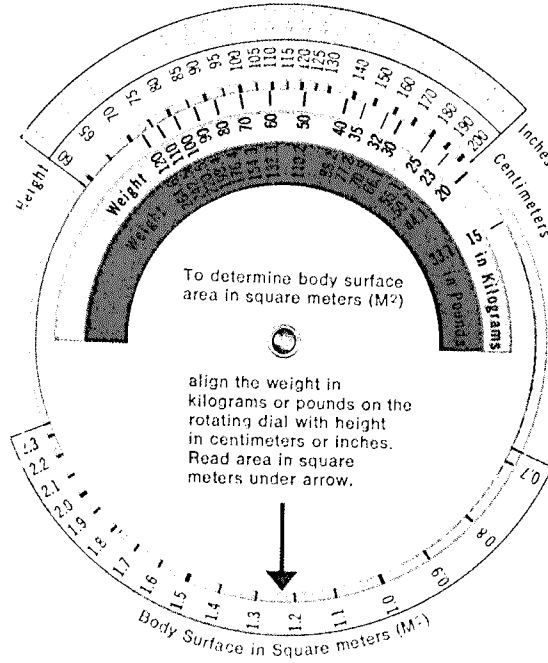 Height
60 65 70 75 80 85 90 95 100 105 110 115 120 125 130 140 150 160 170 180 190 200
Inches
Centimeters
Weight
120 110 100 90 80 70 60 50 40 35 32 30 25 23 20 15
in Kilograms
Weight
33.1
in Pounds
To determine body surface
area in square meters (M²)
align the weight in
kilograms or pounds on the
rotating dial with height
in centimeters or inches.
Read area in square
meters under arrow.
2.3 2.2 2.1 2.0 1.9 1.8 1.7 1.6 1.5 1.4 1.3 1.2 1.1 1.0 0.9 0.8 0.7
Body Surface in Square meters (M²)